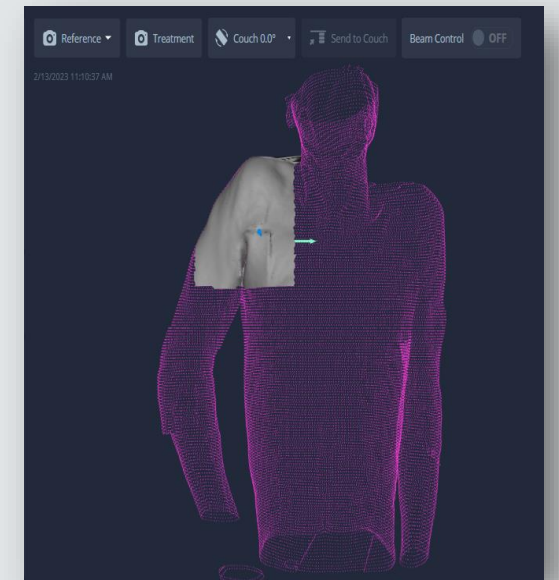 Reference Treatment Couch 0.0° Send to Couch Beam Control OFF
2/13/2023 11:10:37 AM